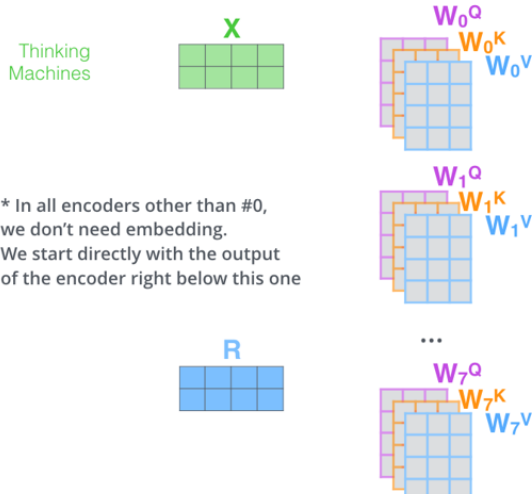 Thinking
Machines
X
W0Q
W0K
W0V
* In all encoders other than #0,
we don't need embedding.
We start directly with the output
of the encoder right below this one
W1Q
W1K
W1V
...
R
W7Q
W7K
W7V